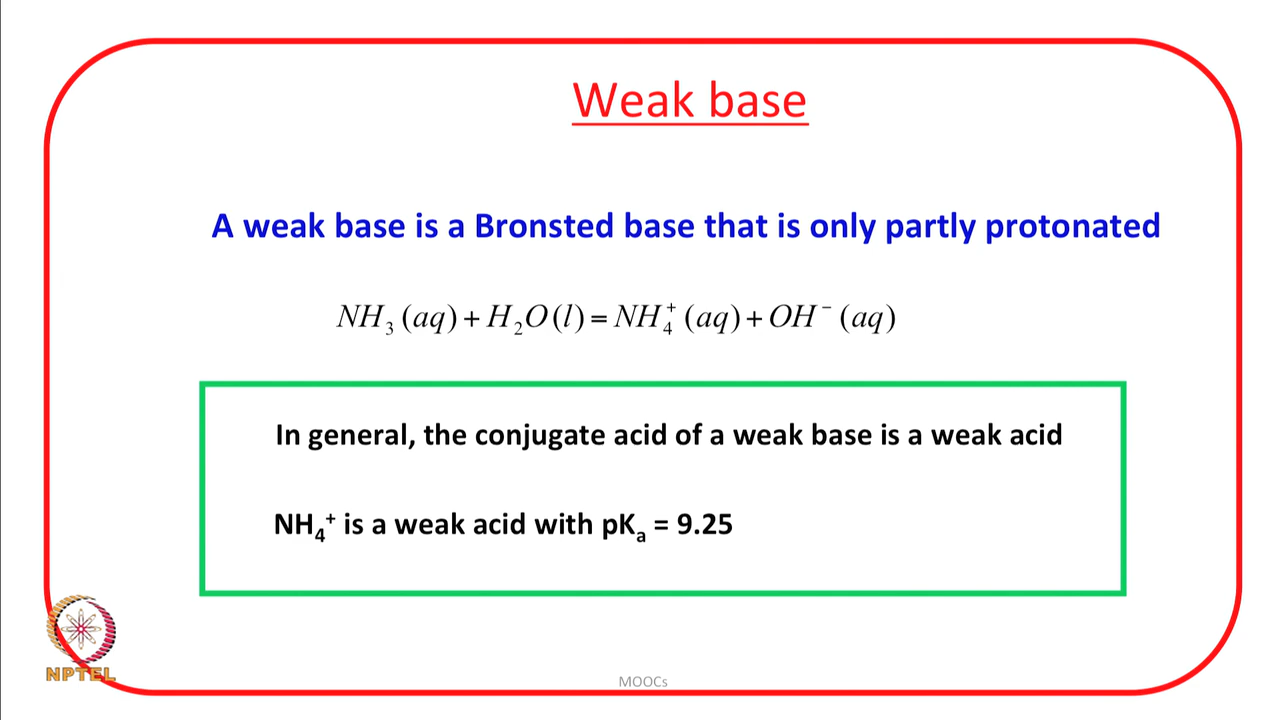 Weak base
A weak base is a Bronsted base that is only partly protonated
NH₃ (aq) + H₂O (l) = NH₄⁺ (aq) + OH⁻ (aq)
In general, the conjugate acid of a weak base is a weak acid
NH₄⁺ is a weak acid with pKₐ = 9.25
NPTEL
MOOCs